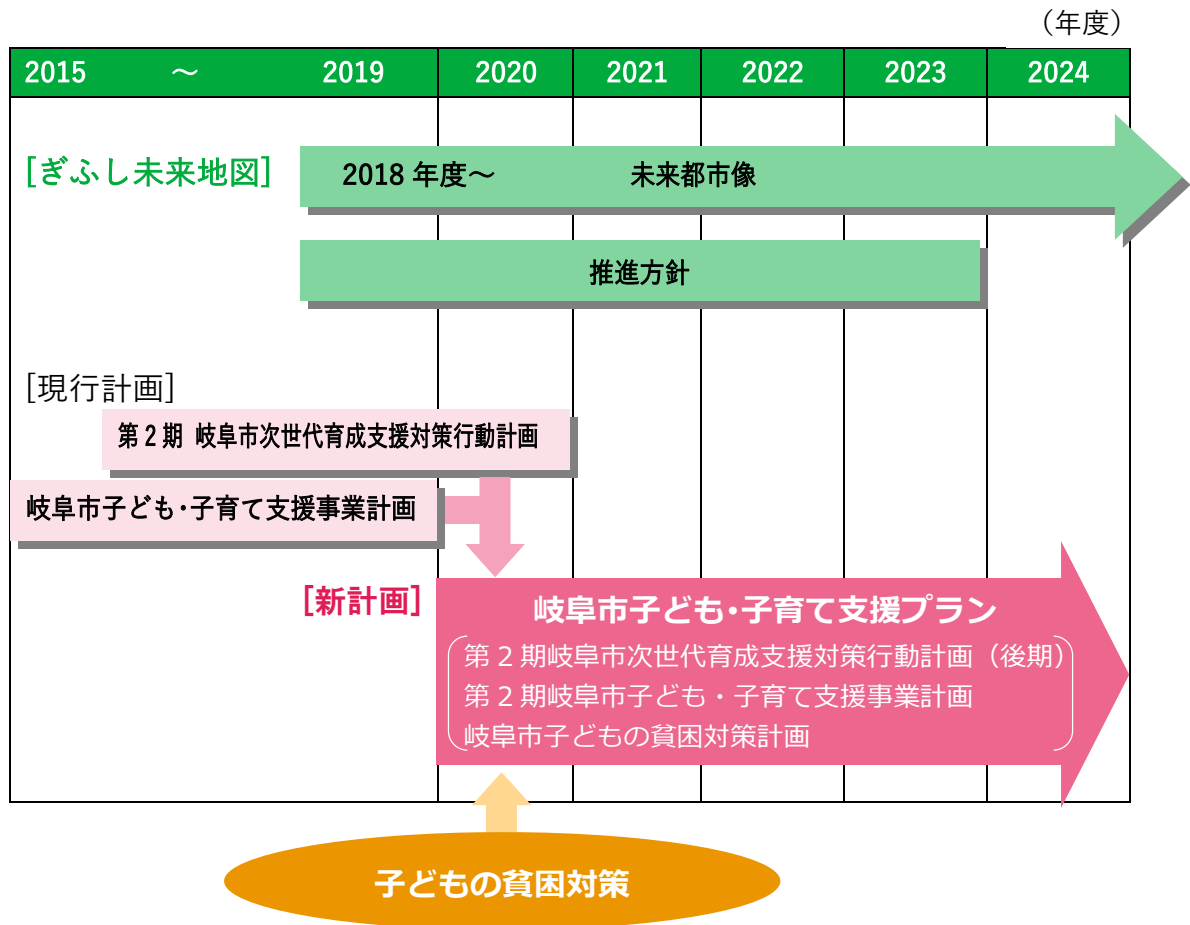 （年度）
2015 ～ 2019 2020 2021 2022 2023 2024
[ぎふし未来地図]
2018 年度～ 未来都市像
推進方針
[現行計画]
第２期 岐阜市次世代育成支援対策行動計画
岐阜市子ども・子育て支援事業計画
[新計画]
岐阜市子ども・子育て支援プラン
第２期岐阜市次世代育成支援対策行動計画（後期）
第２期岐阜市子ども・子育て支援事業計画
岐阜市子どもの貧困対策計画
子どもの貧困対策